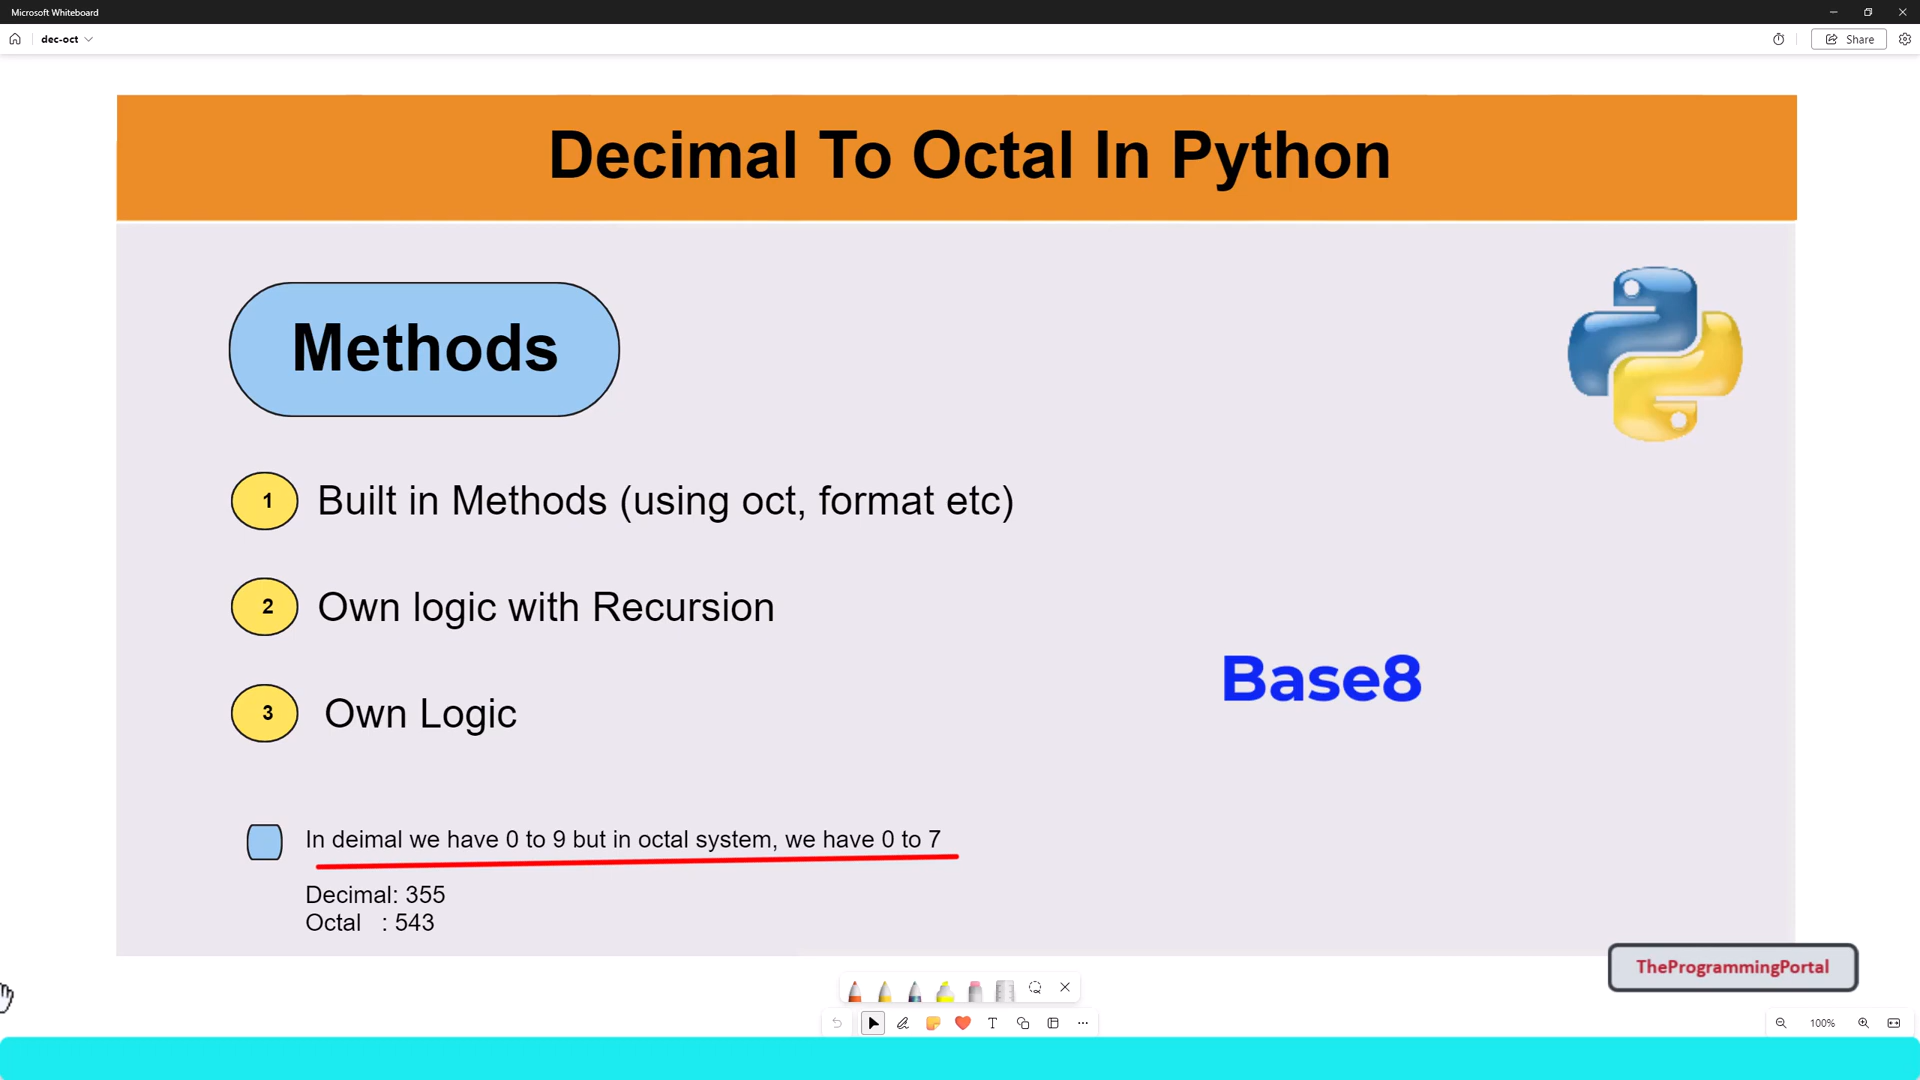 Microsoft Whiteboard
dec-oct
Share
Decimal To Octal In Python
Methods
1 Built in Methods (using oct, format etc)
2 Own logic with Recursion
Base8
3 Own Logic
In deimal we have 0 to 9 but in octal system, we have 0 to 7
Decimal: 355
Octal : 543
TheProgrammingPortal
T
100%